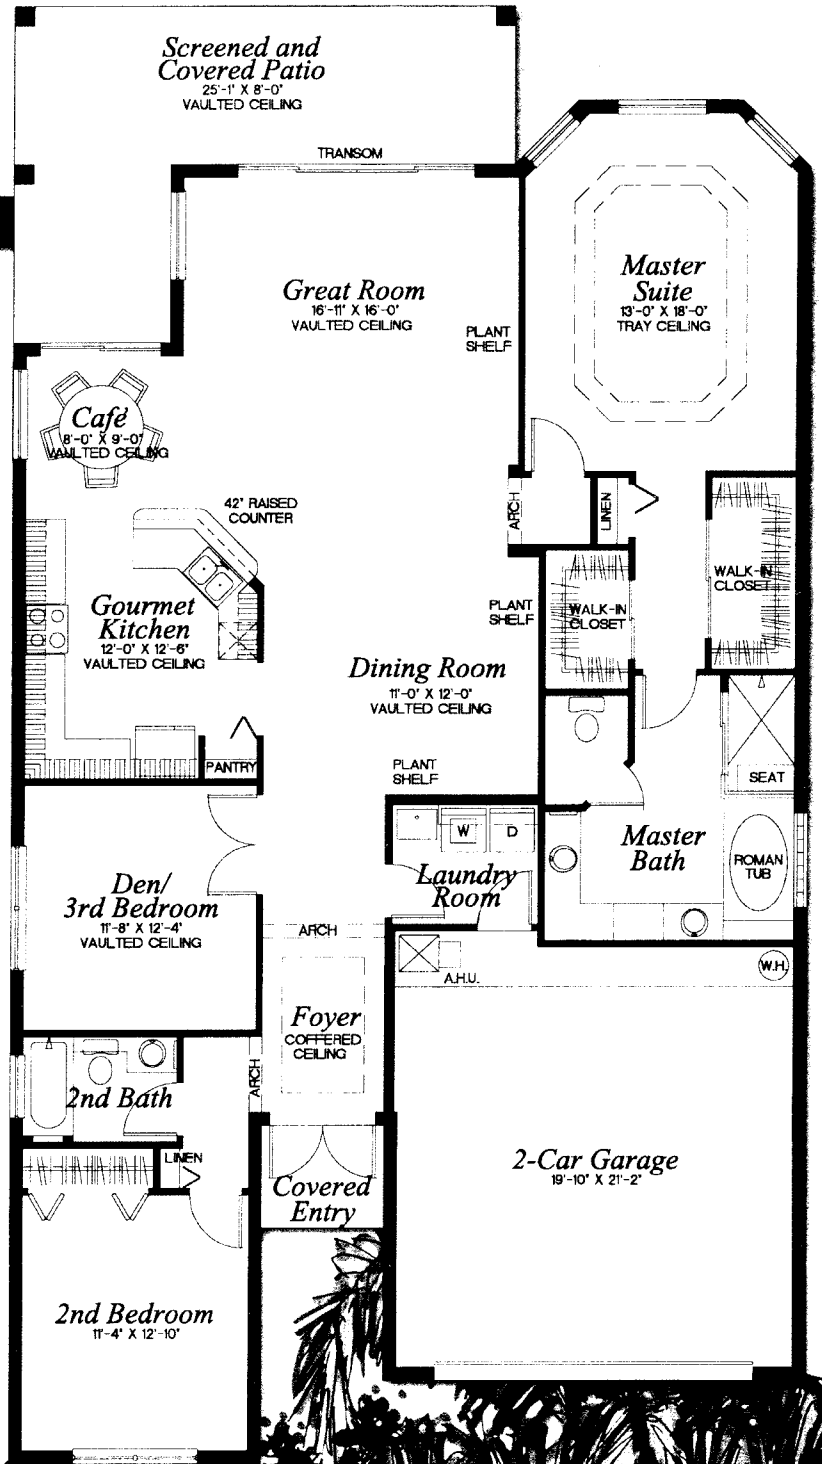 Screened and
Covered Patio
25'-1" X 8'-0"
VAULTED CEILING
TRANSOM
Great Room
16'-11" X 16'-0"
VAULTED CEILING
PLANT
SHELF
Master
Suite
13'-0" X 18'-0"
TRAY CEILING
Café
8'-0" X 9'-0"
VAULTED CEILING
42" RAISED
COUNTER
ARCH
LINEN
WALK-IN
CLOSET
WALK-IN
CLOSET
Gourmet
Kitchen
12'-0" X 12'-6"
VAULTED CEILING
PLANT
SHELF
Dining Room
11'-0" X 12'-0"
VAULTED CEILING
PANTRY
PLANT
SHELF
SEAT
W
D
Laundry
Room
Master
Bath
ROMAN
TUB
Den/
3rd Bedroom
11'-8" X 12'-4"
VAULTED CEILING
ARCH
A.H.U.
W.H.
Foyer
COFFERED
CEILING
ARCH
2nd Bath
LINEN
Covered
Entry
2-Car Garage
19'-10" X 21'-2"
2nd Bedroom
11'-4" X 12'-10"